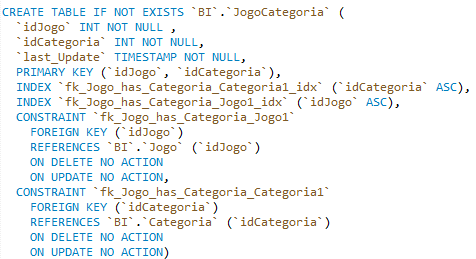 CREATE TABLE IF NOT EXISTS `BI`.`JogoCategoria` (
  `idJogo` INT NOT NULL ,
  `idCategoria` INT NOT NULL,
  `last_Update` TIMESTAMP NOT NULL,
  PRIMARY KEY (`idJogo`, `idCategoria`),
  INDEX `fk_Jogo_has_Categoria_Categoria1_idx` (`idCategoria` ASC),
  INDEX `fk_Jogo_has_Categoria_Jogo1_idx` (`idJogo` ASC),
  CONSTRAINT `fk_Jogo_has_Categoria_Jogo1`
    FOREIGN KEY (`idJogo`)
    REFERENCES `BI`.`Jogo` (`idJogo`)
    ON DELETE NO ACTION
    ON UPDATE NO ACTION,
  CONSTRAINT `fk_Jogo_has_Categoria_Categoria1`
    FOREIGN KEY (`idCategoria`)
    REFERENCES `BI`.`Categoria` (`idCategoria`)
    ON DELETE NO ACTION
    ON UPDATE NO ACTION)